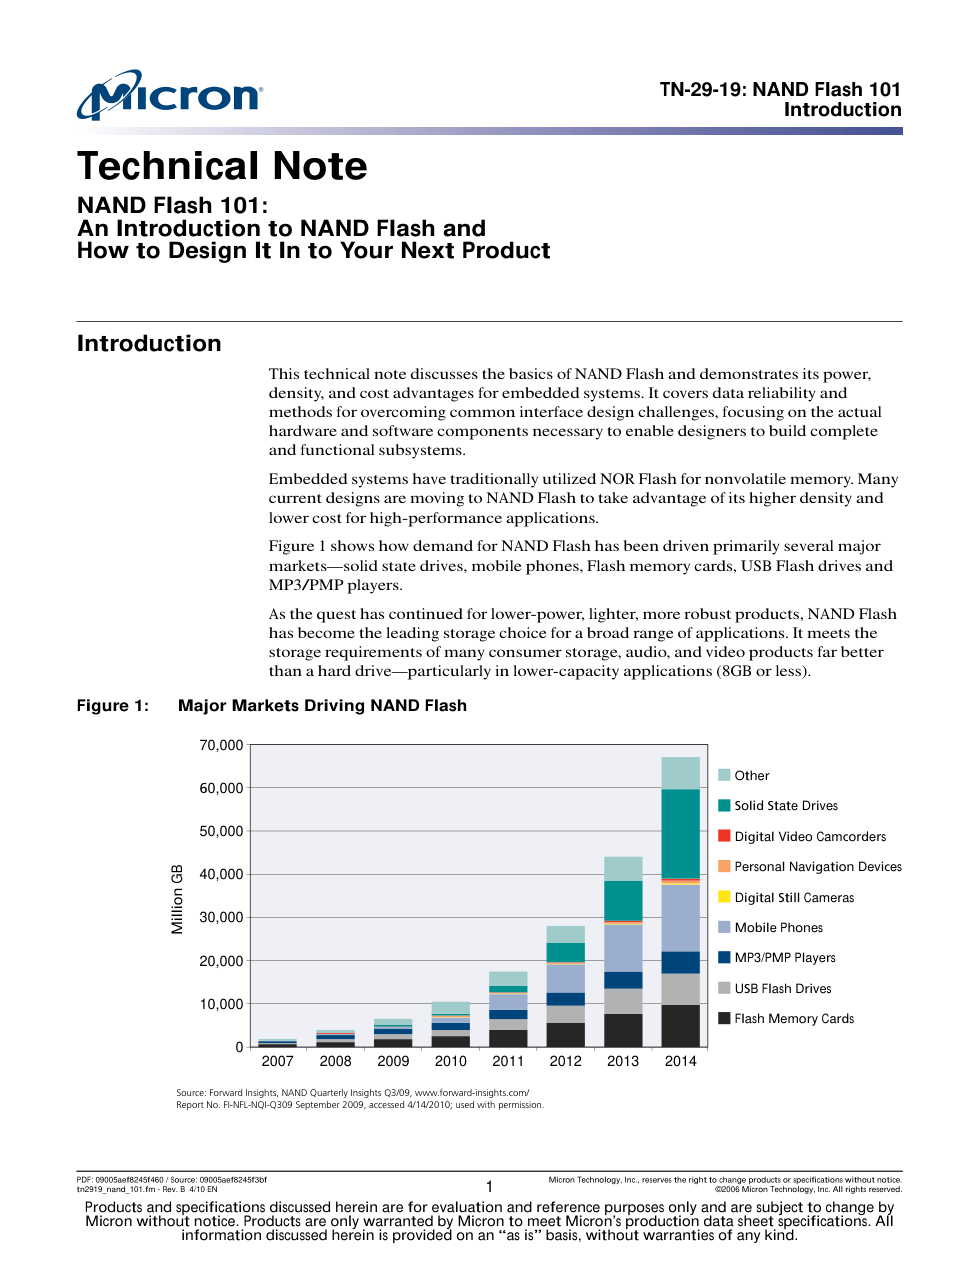 Micron®
TN-29-19: NAND Flash 101
Introduction
Technical Note
NAND Flash 101:
An Introduction to NAND Flash and
How to Design It In to Your Next Product
Introduction
This technical note discusses the basics of NAND Flash and demonstrates its power,
density, and cost advantages for embedded systems. It covers data reliability and
methods for overcoming common interface design challenges, focusing on the actual
hardware and software components necessary to enable designers to build complete
and functional subsystems.
Embedded systems have traditionally utilized NOR Flash for nonvolatile memory. Many
current designs are moving to NAND Flash to take advantage of its higher density and
lower cost for high-performance applications.
Figure 1 shows how demand for NAND Flash has been driven primarily several major
markets—solid state drives, mobile phones, Flash memory cards, USB Flash drives and
MP3/PMP players.
As the quest has continued for lower-power, lighter, more robust products, NAND Flash
has become the leading storage choice for a broad range of applications. It meets the
storage requirements of many consumer storage, audio, and video products far better
than a hard drive—particularly in lower-capacity applications (8GB or less).
Figure 1: Major Markets Driving NAND Flash
70,000
60,000
50,000
40,000
30,000
20,000
10,000
0
Million GB
2007 2008 2009 2010 2011 2012 2013 2014
Other
Solid State Drives
Digital Video Camcorders
Personal Navigation Devices
Digital Still Cameras
Mobile Phones
MP3/PMP Players
USB Flash Drives
Flash Memory Cards
Source: Forward Insights, NAND Quarterly Insights Q3/09, www.forward-insights.com/
Report No. FI-NFL-NQI-Q309 September 2009, accessed 4/14/2010; used with permission.
PDF: 09005aef8245f460 / Source: 09005aef8245f3bf
tn2919_nand_101.fm - Rev. B 4/10 EN
1
Micron Technology, Inc., reserves the right to change products or specifications without notice.
©2006 Micron Technology, Inc. All rights reserved.
Products and specifications discussed herein are for evaluation and reference purposes only and are subject to change by
Micron without notice. Products are only warranted by Micron to meet Micron's production data sheet specifications. All
information discussed herein is provided on an "as is" basis, without warranties of any kind.